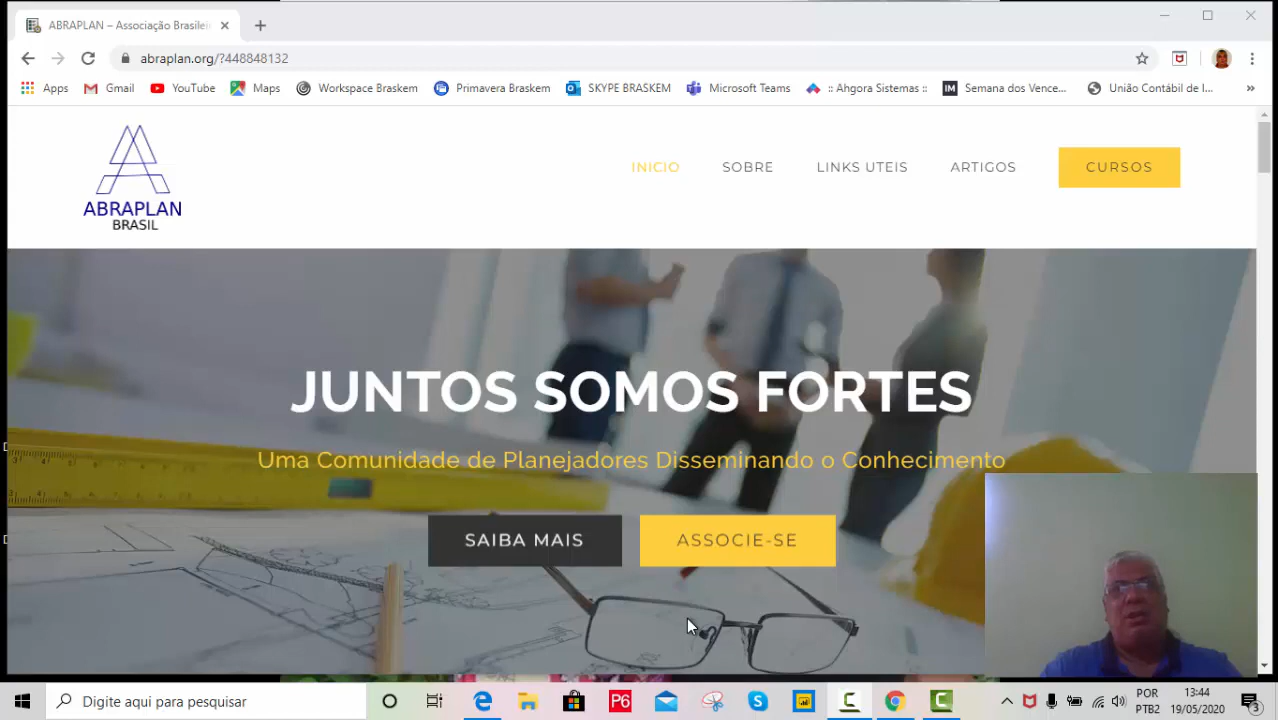 ABRAPLAN – Associação Brasilei
abraplan.org/?448848132
Apps Gmail YouTube Maps Workspace Braskem Primavera Braskem SKYPE BRASKEM Microsoft Teams :: Ahgora Sistemas :: IM Semana dos Vence... União Contábil de I... »
ABRAPLAN
BRASIL
INICIO SOBRE LINKS UTEIS ARTIGOS CURSOS
JUNTOS SOMOS FORTES
Uma Comunidade de Planejadores Disseminando o Conhecimento
SAIBA MAIS ASSOCIE-SE
Digite aqui para pesquisar
P6
POR
PTB2
13:44
19/05/2020
3